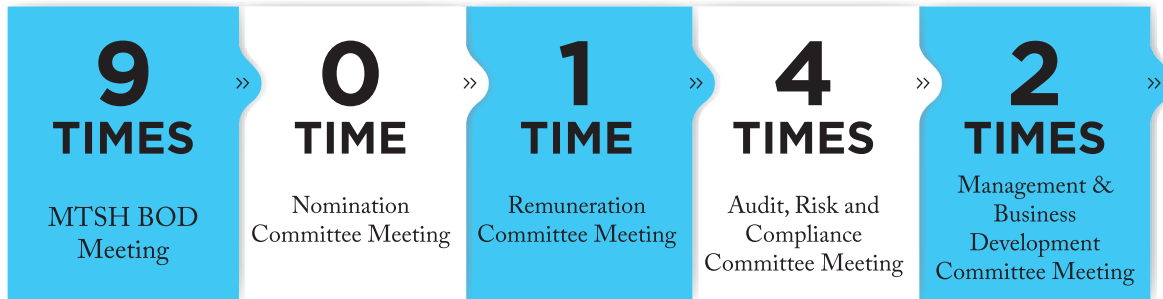 9
TIMES
MTSH BOD
Meeting
»
0
TIME
Nomination
Committee Meeting
»
1
TIME
Remuneration
Committee Meeting
»
4
TIMES
Audit, Risk and
Compliance
Committee Meeting
»
2
TIMES
Management &
Business
Development
Committee Meeting
»